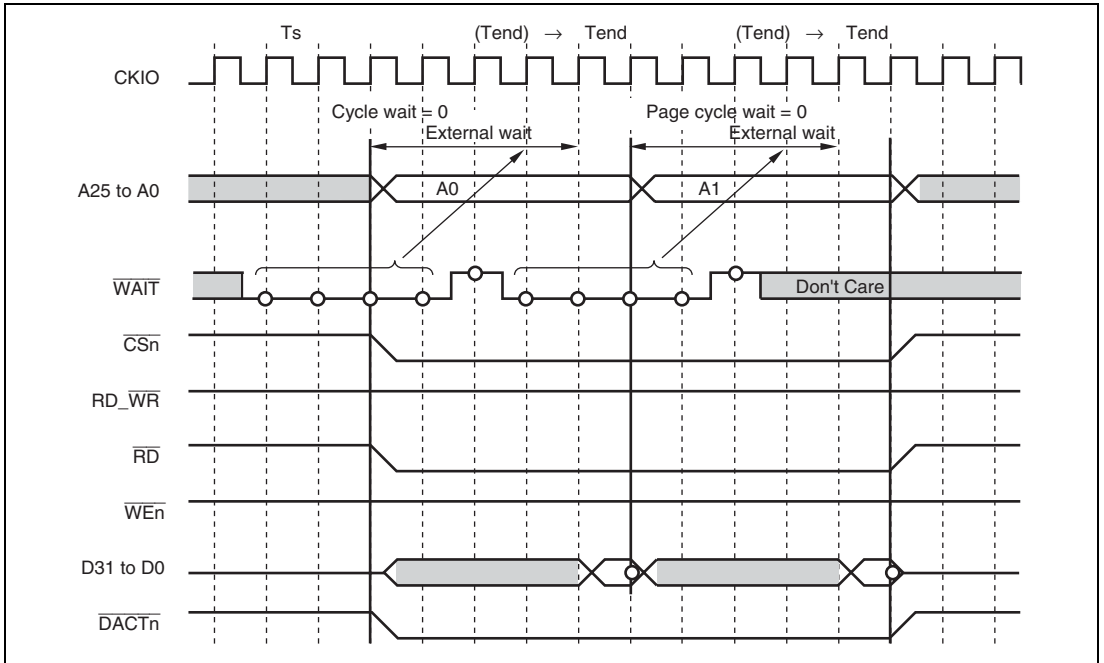 Ts (Tend) → Tend (Tend) → Tend
CKIO
Cycle wait = 0 Page cycle wait = 0
External wait External wait
A25 to A0 A0 A1
WAIT Don't Care
CSn
RD_WR
RD
WEn
D31 to D0
DACTn